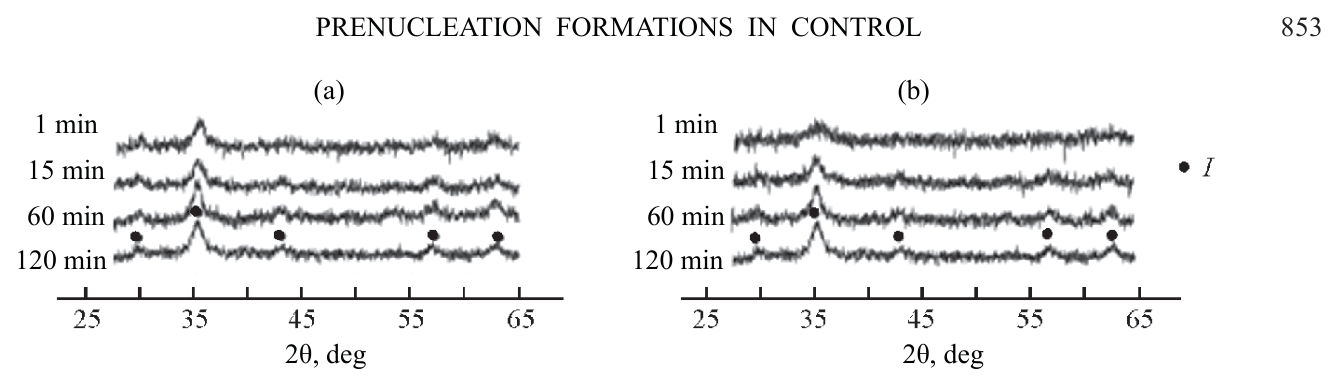 PRENUCLEATION FORMATIONS IN CONTROL 853
(a)
1 min
15 min
60 min
120 min
25 35 45 55 65
2θ, deg
(b)
1 min
15 min
60 min
120 min
25 35 45 55 65
2θ, deg
I